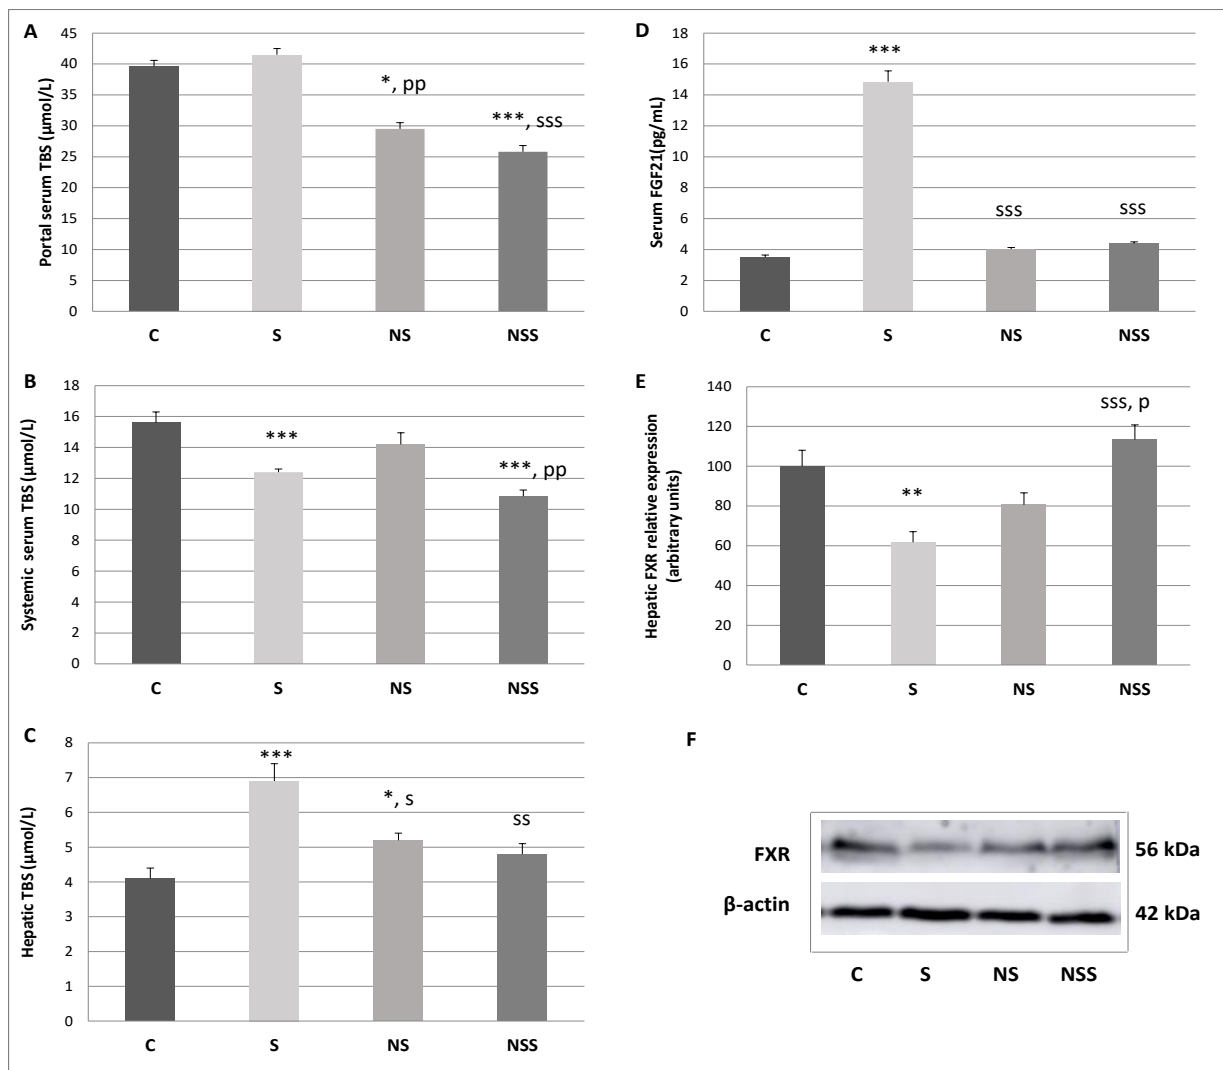 A
Portal serum TBS (µmol/L)
45
40
35
30
25
20
15
10
5
0
*, pp
***, sss
C S NS NSS
B
Systemic serum TBS (µmol/L)
18
16
14
12
10
8
6
4
2
0
***
***, pp
C S NS NSS
C
Hepatic TBS (µmol/L)
8
7
6
5
4
3
2
1
0
***
*, s
ss
C S NS NSS
D
Serum FGF21(pg/mL)
18
16
14
12
10
8
6
4
2
0
***
sss
sss
C S NS NSS
E
Hepatic FXR relative expression
(arbitrary units)
140
120
100
80
60
40
20
0
**
sss, p
C S NS NSS
F
FXR 56 kDa
β-actin 42 kDa
C S NS NSS